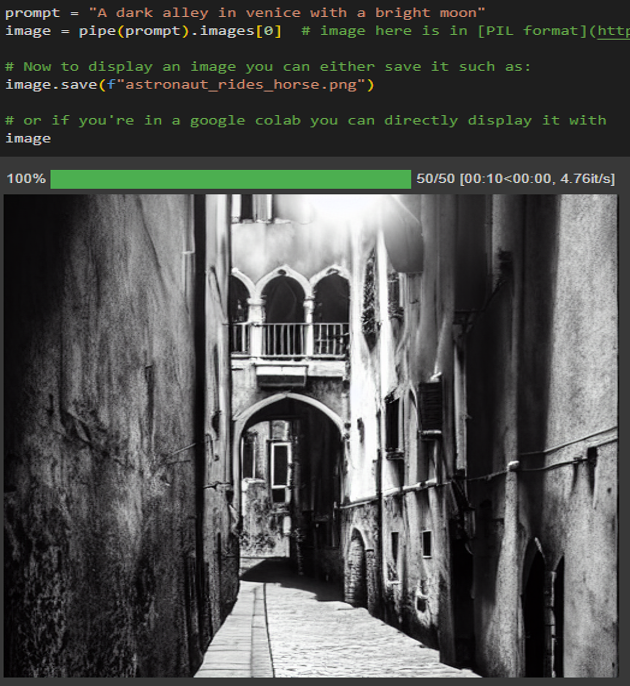 prompt = "A dark alley in venice with a bright moon"
image = pipe(prompt).images[0]  # image here is in [PIL format](http
# Now to display an image you can either save it such as:
image.save(f"astronaut_rides_horse.png")
# or if you're in a google colab you can directly display it with
image
100% 50/50 [00:10<00:00, 4.76it/s]